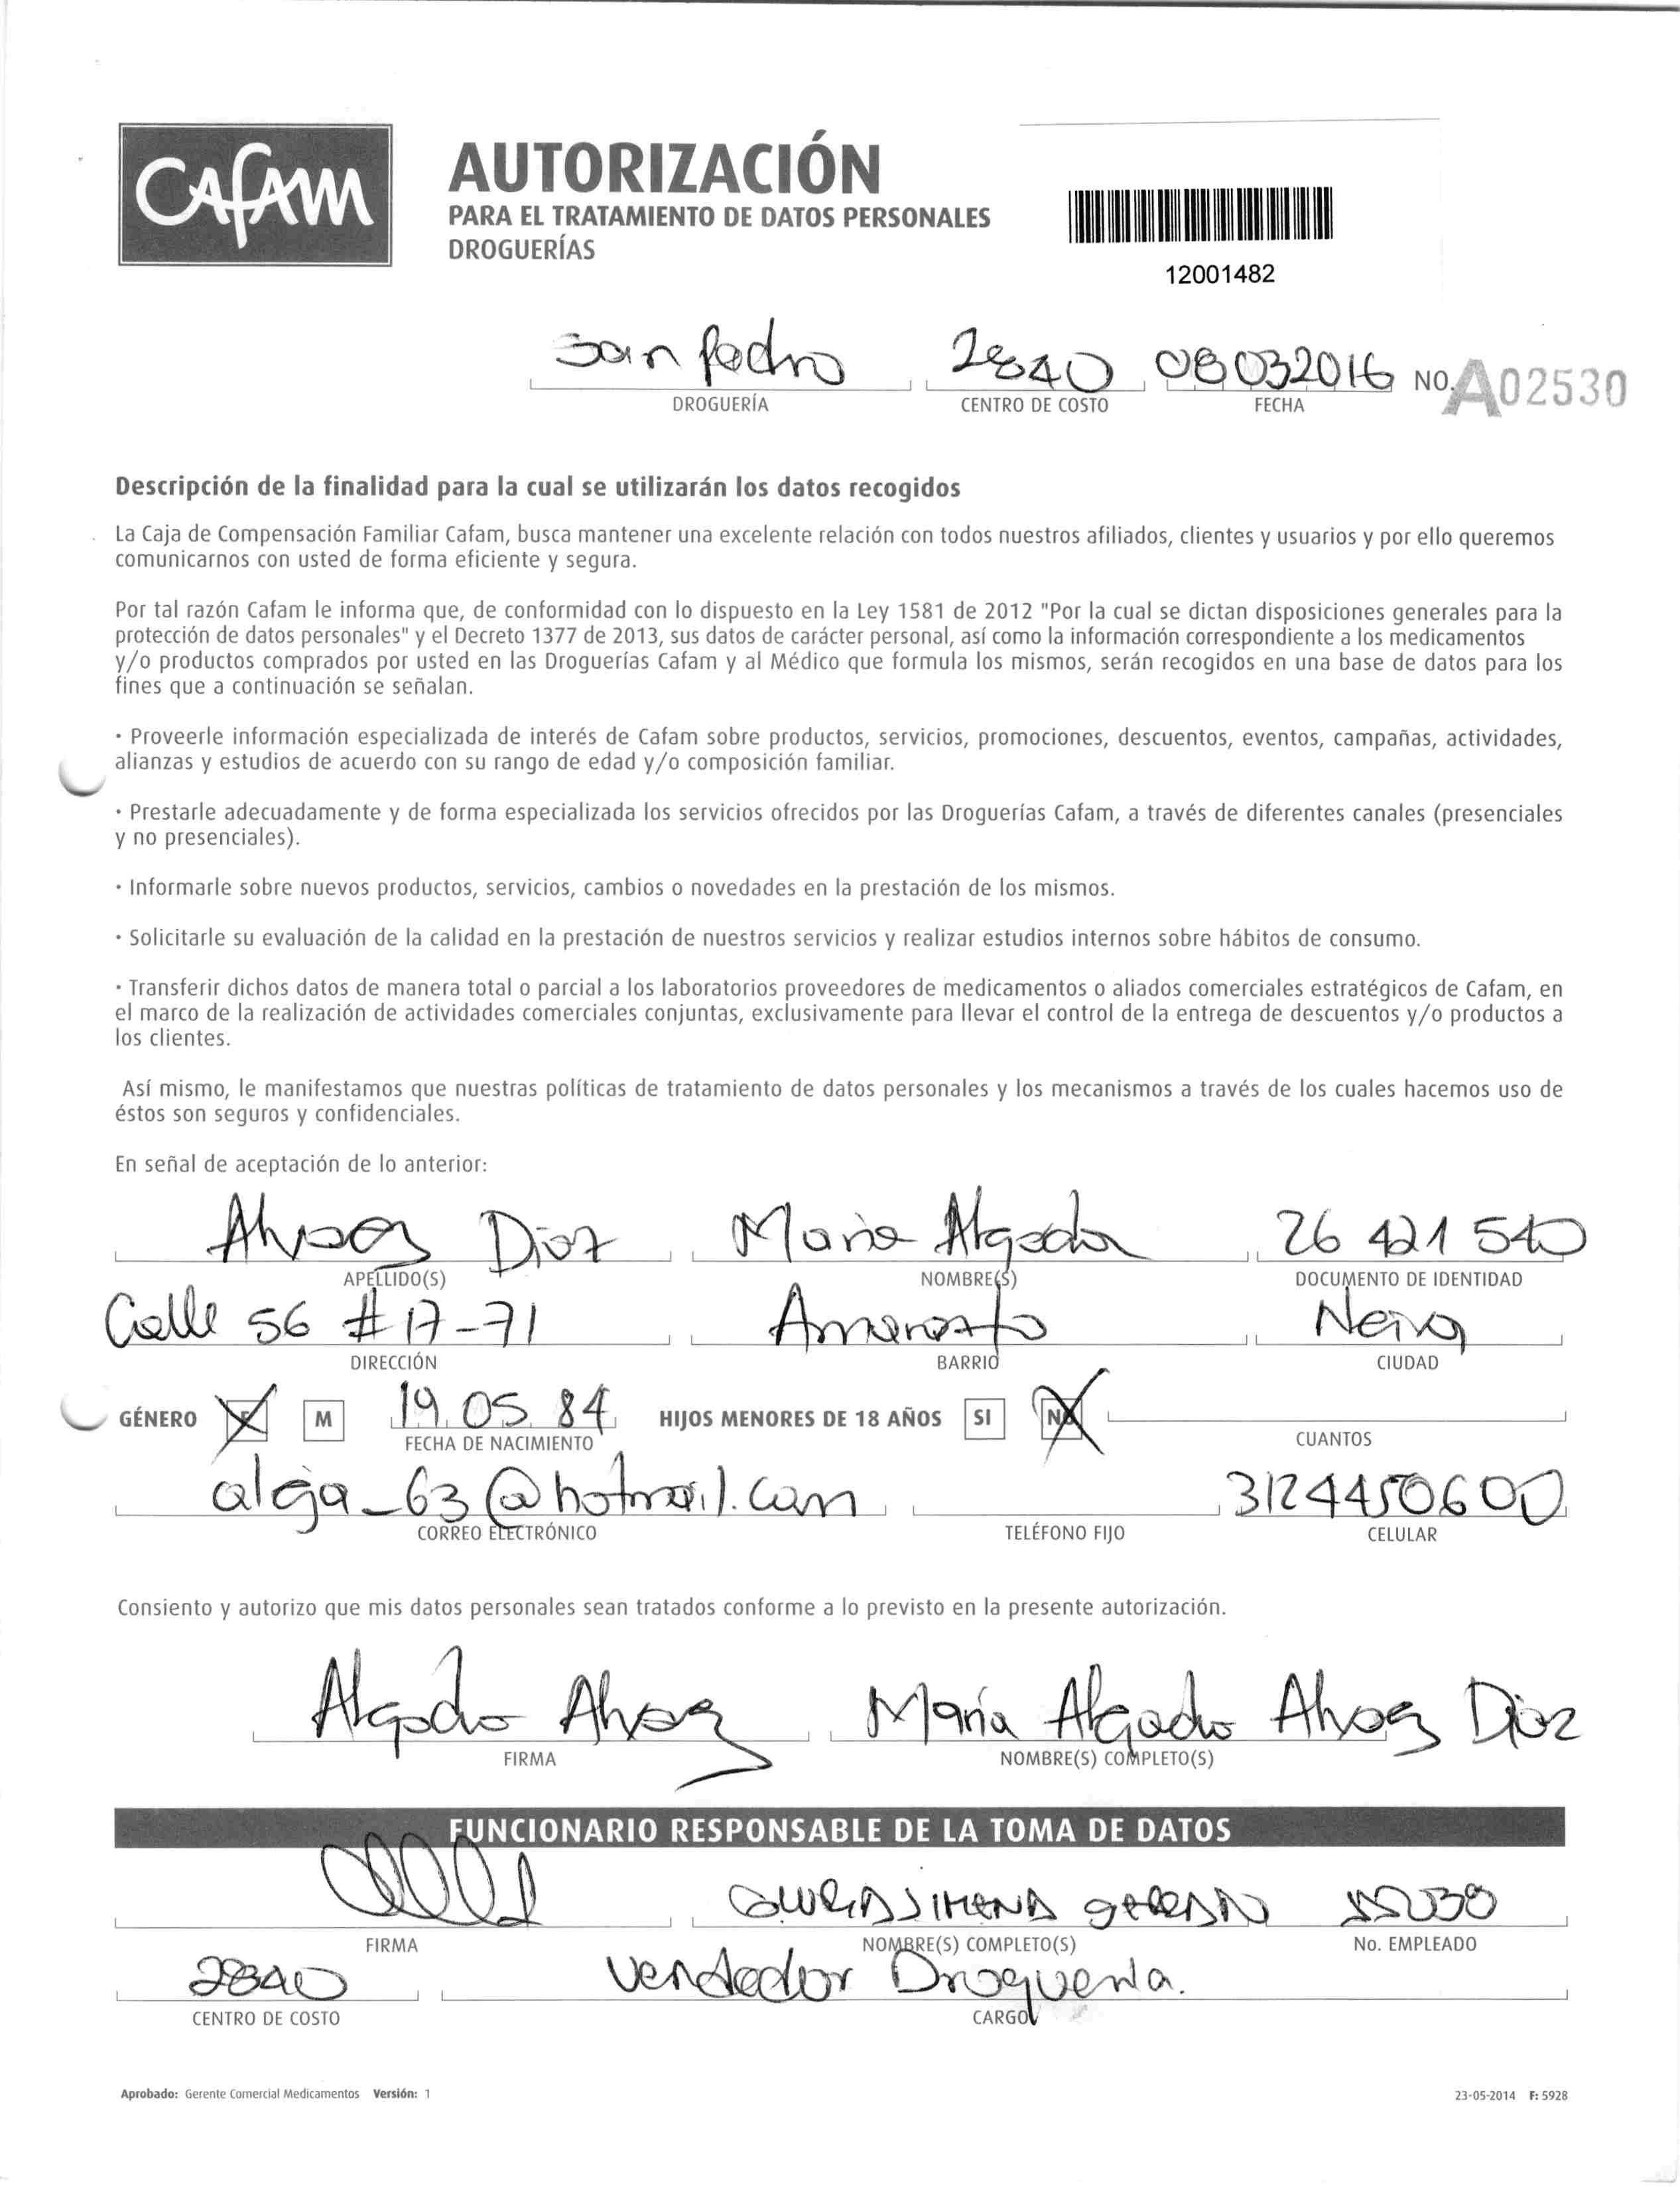 CAFAM
AUTORIZACIÓN
PARA EL TRATAMIENTO DE DATOS PERSONALES
DROGUERÍAS
12001482
San Pedro 2840 08032016 NO. A02530
DROGUERÍA CENTRO DE COSTO FECHA
Descripción de la finalidad para la cual se utilizarán los datos recogidos
La Caja de Compensación Familiar Cafam, busca mantener una excelente relación con todos nuestros afiliados, clientes y usuarios y por ello queremos
comunicarnos con usted de forma eficiente y segura.
Por tal razón Cafam le informa que, de conformidad con lo dispuesto en la Ley 1581 de 2012 "Por la cual se dictan disposiciones generales para la
protección de datos personales" y el Decreto 1377 de 2013, sus datos de carácter personal, así como la información correspondiente a los medicamentos
y/o productos comprados por usted en las Droguerías Cafam y al Médico que formula los mismos, serán recogidos en una base de datos para los
fines que a continuación se señalan.
· Proveerle información especializada de interés de Cafam sobre productos, servicios, promociones, descuentos, eventos, campañas, actividades,
alianzas y estudios de acuerdo con su rango de edad y/o composición familiar.
· Prestarle adecuadamente y de forma especializada los servicios ofrecidos por las Droguerías Cafam, a través de diferentes canales (presenciales
y no presenciales).
· Informarle sobre nuevos productos, servicios, cambios o novedades en la prestación de los mismos.
· Solicitarle su evaluación de la calidad en la prestación de nuestros servicios y realizar estudios internos sobre hábitos de consumo.
· Transferir dichos datos de manera total o parcial a los laboratorios proveedores de medicamentos o aliados comerciales estratégicos de Cafam, en
el marco de la realización de actividades comerciales conjuntas, exclusivamente para llevar el control de la entrega de descuentos y/o productos a
los clientes.
Así mismo, le manifestamos que nuestras políticas de tratamiento de datos personales y los mecanismos a través de los cuales hacemos uso de
éstos son seguros y confidenciales.
En señal de aceptación de lo anterior:
Diaz Maria 26 421 540
APELLIDO(S) NOMBRE(S) DOCUMENTO DE IDENTIDAD
Calle 56 # 17-71 Neiva
DIRECCIÓN BARRIO CIUDAD
GÉNERO F M 19 05 84 HIJOS MENORES DE 18 AÑOS SI NO
FECHA DE NACIMIENTO CUANTOS
aleja_63@hotmail.com 3124450600
CORREO ELECTRÓNICO TELÉFONO FIJO CELULAR
Consiento y autorizo que mis datos personales sean tratados conforme a lo previsto en la presente autorización.
María Diaz
FIRMA NOMBRE(S) COMPLETO(S)
FUNCIONARIO RESPONSABLE DE LA TOMA DE DATOS
FIRMA NOMBRE(S) COMPLETO(S) No. EMPLEADO
2840 Vendedor Drogueria.
CENTRO DE COSTO CARGO
Aprobado: Gerente Comercial Medicamentos Versión: 1 23-05-2014 F: 5928